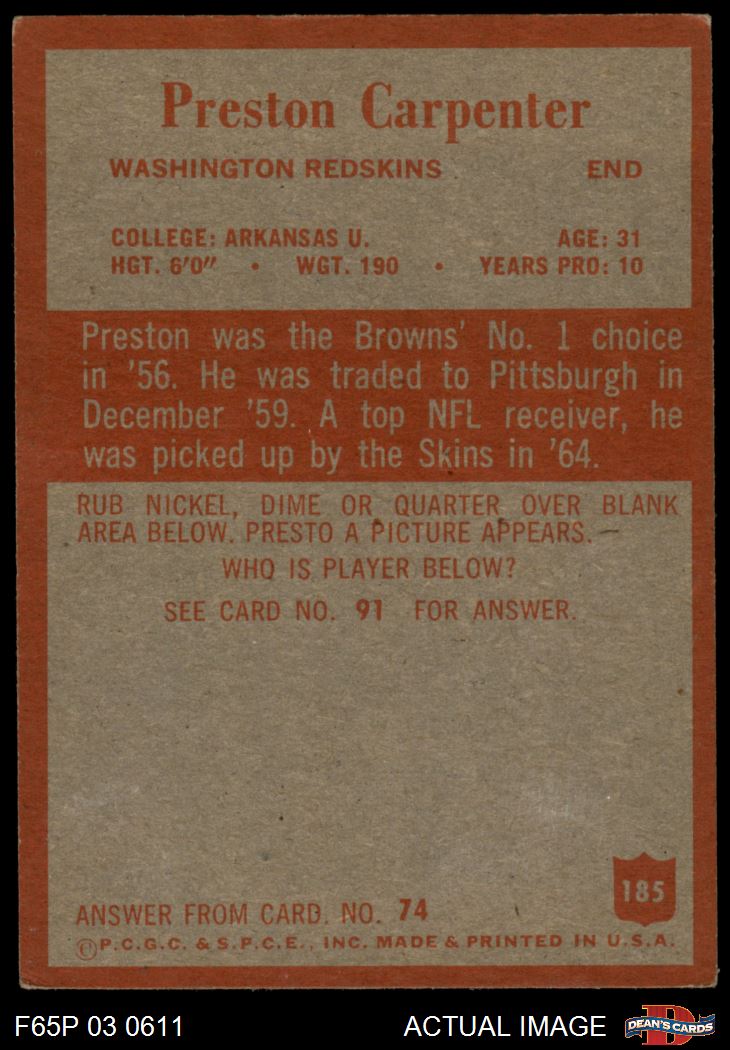 Preston Carpenter
WASHINGTON REDSKINS END
COLLEGE: ARKANSAS U. AGE: 31
HGT. 6'0" • WGT. 190 • YEARS PRO: 10
Preston was the Browns' No. 1 choice
in '56. He was traded to Pittsburgh in
December '59. A top NFL receiver, he
was picked up by the Skins in '64.
RUB NICKEL, DIME OR QUARTER OVER BLANK
AREA BELOW. PRESTO A PICTURE APPEARS.
WHO IS PLAYER BELOW?
SEE CARD NO. 91 FOR ANSWER.
185
ANSWER FROM CARD. NO. 74
©P.C.G.C. & S.P.C.E., INC. MADE & PRINTED IN U.S.A.
F65P 03 0611 ACTUAL IMAGE
D
DEAN'S CARDS